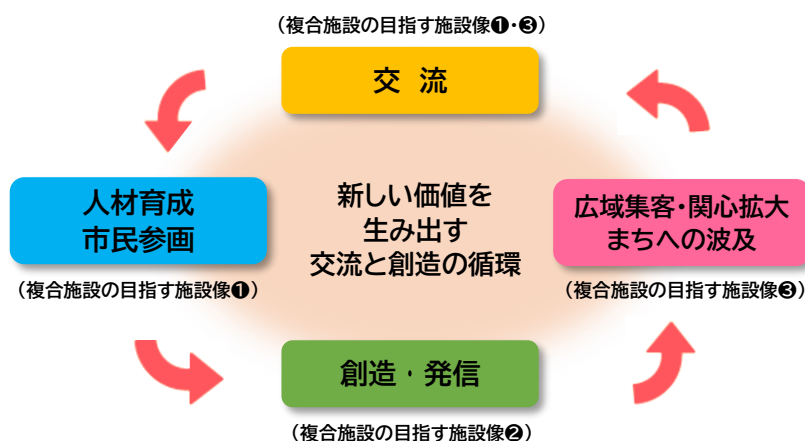 （複合施設の目指す施設像❶・❸）
交 流
人材育成
市民参画
（複合施設の目指す施設像❶）
新しい価値を
生み出す
交流と創造の循環
広域集客・関心拡大
まちへの波及
（複合施設の目指す施設像❸）
創造・発信
（複合施設の目指す施設像❷）